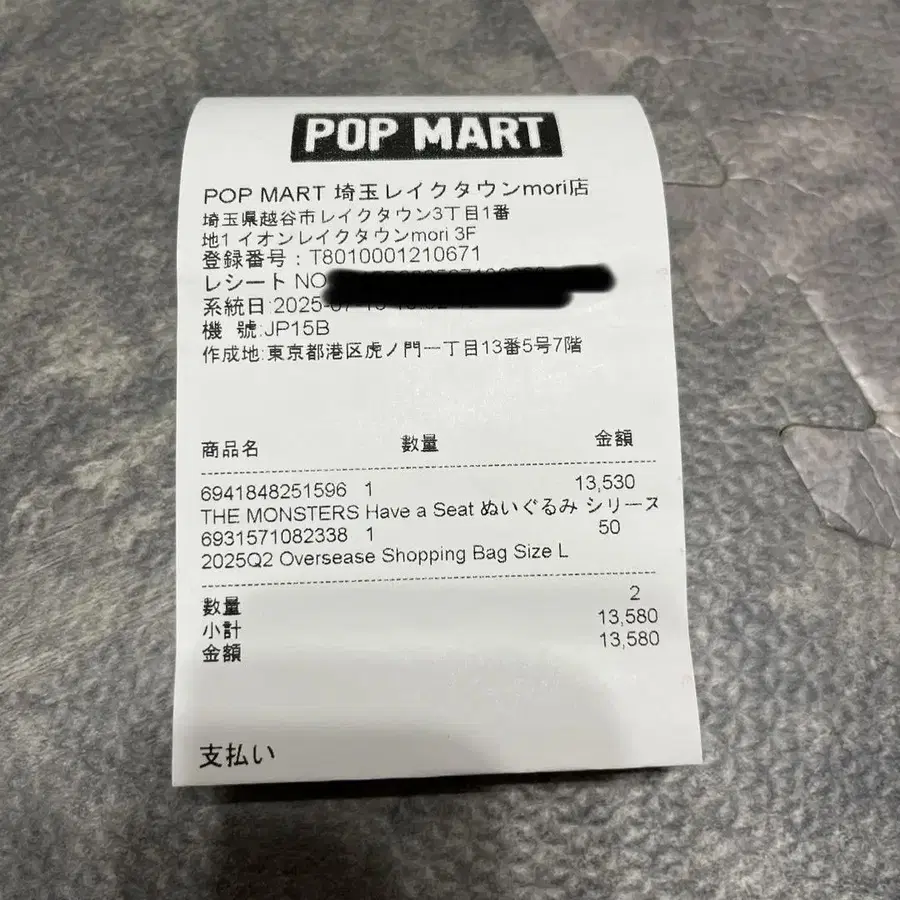 POP MART
POP MART 埼玉レイクタウンmori店
埼玉県越谷市レイクタウン3丁目1番
地1 イオンレイクタウンmori 3F
登録番号：T8010001210671
レシート NO
系統日:2025-07
機 號:JP15B
作成地:東京都港区虎ノ門一丁目13番5号7階
商品名 數量 金額
6941848251596 1 13,530
THE MONSTERS Have a Seat ぬいぐるみ シリーヌ
6931571082338 1 50
2025Q2 Oversease Shopping Bag Size L
數量 2
小計 13,580
金額 13,580
支払い